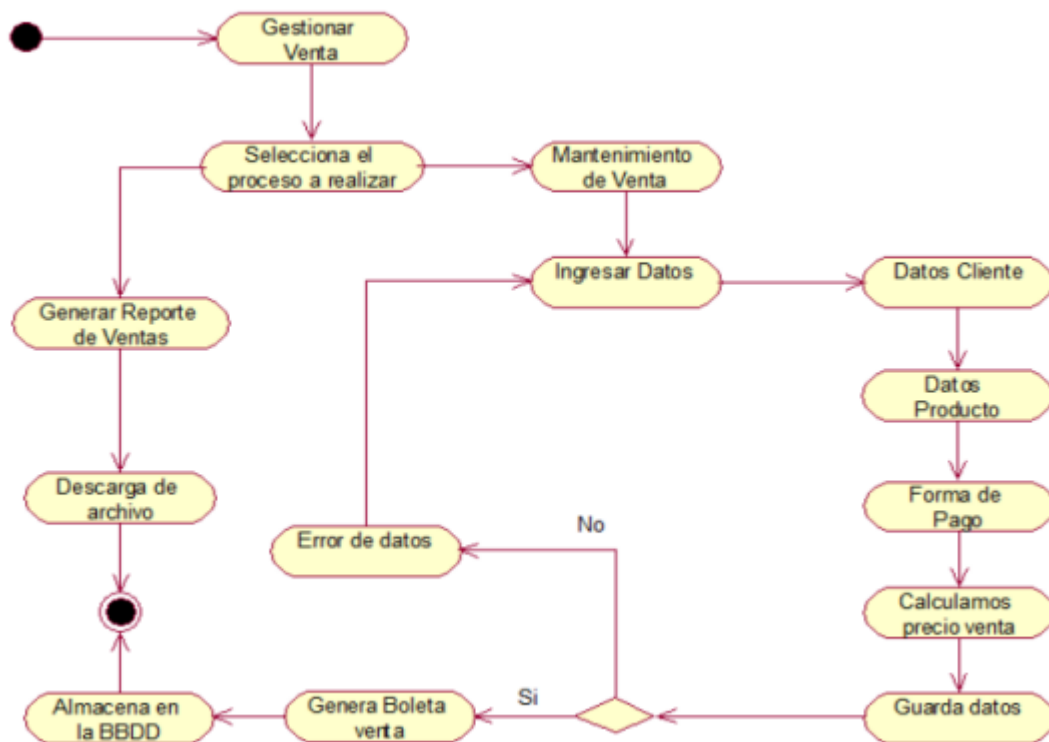 Gestionar
Venta
Selecciona el
proceso a realizar
Mantenimiento
de Venta
Ingresar Datos
Datos Cliente
Generar Reporte
de Ventas
Datos
Producto
Descarga de
archivo
Forma de
Pago
No
Error de datos
Calculamos
precio venta
Si
Almacena en
la BBDD
Genera Boleta
venta
Guarda datos